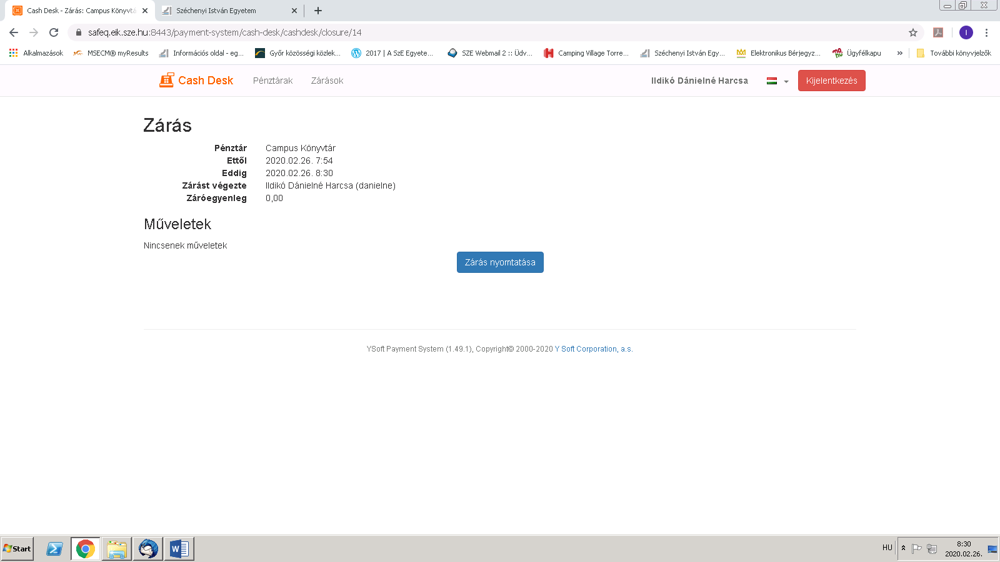 Cash Desk - Zárás: Campus Könyvtá
Széchenyi István Egyetem
safeq.eik.sze.hu:8443/payment-system/cash-desk/cashdesk/closure/14
I
Alkalmazások
MSECM® myResults
Információs oldal - eg...
Győr közösségi közlek...
2017 | A SzE Egyete...
SZE Webmail 2 :: Üdv...
Camping Village Torre...
Széchenyi István Egy...
Elektronikus Bérjegyz...
Ügyfélkapu
»
További könyvjelzők
Cash Desk
Pénztárak
Zárások
Ildikó Dánielné Harcsa
Kijelentkezés
Zárás
Pénztár Campus Könyvtár
Ettől 2020.02.26. 7:54
Eddig 2020.02.26. 8:30
Zárást végezte Ildikó Dánielné Harcsa (danielne)
Záróegyenleg 0,00
Műveletek
Nincsenek műveletek
Zárás nyomtatása
YSoft Payment System (1.49.1), Copyright© 2000-2020 Y Soft Corporation, a.s.
Start
HU
8:30
2020.02.26.